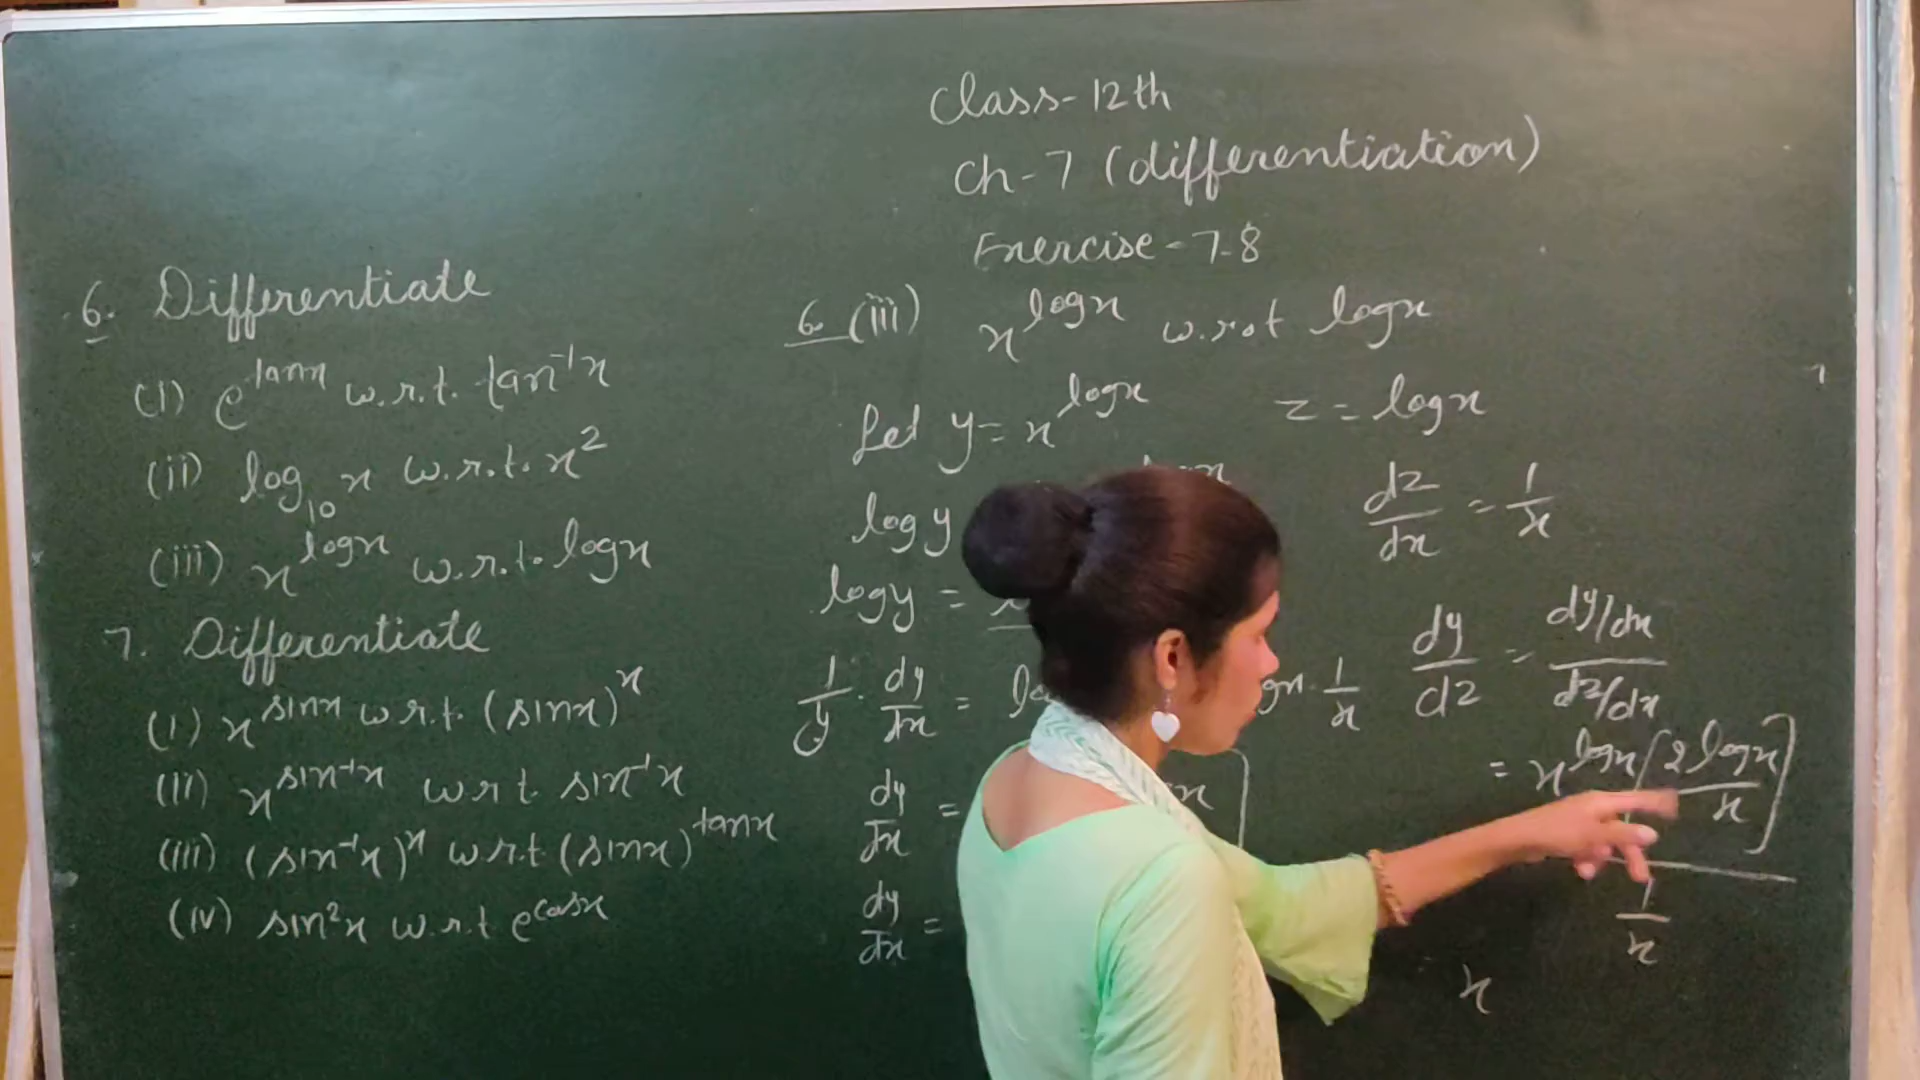 Class-12th
Ch-7 (differentiation)
Exercise-7.8
6. Differentiate
(i) e^tanx w.r.t. tan⁻¹x
(ii) log₁₀x w.r.t. x²
(iii) x^logx w.r.t. logx
7. Differentiate
(i) x^sinx w.r.t. (sinx)^x
(ii) x^sin⁻¹x w r t. sin⁻¹x
(iii) (sin⁻¹x)^x w r.t (sinx)^tanx
(iv) sin²x w.r.t e^cosx
6. (iii) x^logx w.r.t logx
Let y = x^logx
log y
logy =
1/y . dy/dx =
dy/dx =
dy/dx =
z = logx
dz/dx = 1/x
. 1/x
dy/dz = (dy/dx)/(dz/dx)
= x^logx [2logx/x]
1/x
x